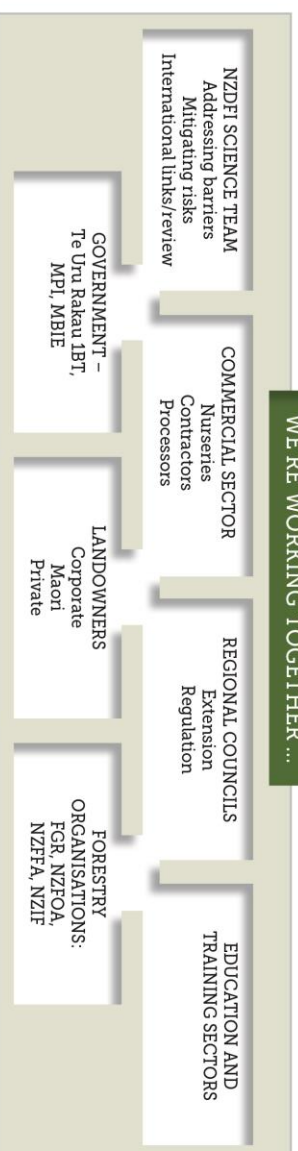 WE'RE WORKING TOGETHER ...
NZDFI SCIENCE TEAM
Addressing barriers
Mitigating risks
International links/review
COMMERCIAL SECTOR
Nurseries
Contractors
Processors
REGIONAL COUNCILS
Extension
Regulation
EDUCATION AND
TRAINING SECTORS
GOVERNMENT –
Te Uru Rakau 1BT,
MPI, MBIE
LANDOWNERS
Corporate
Maori
Private
FORESTRY
ORGANISATIONS:
FGR, NZFOA,
NZFFA, NZIF